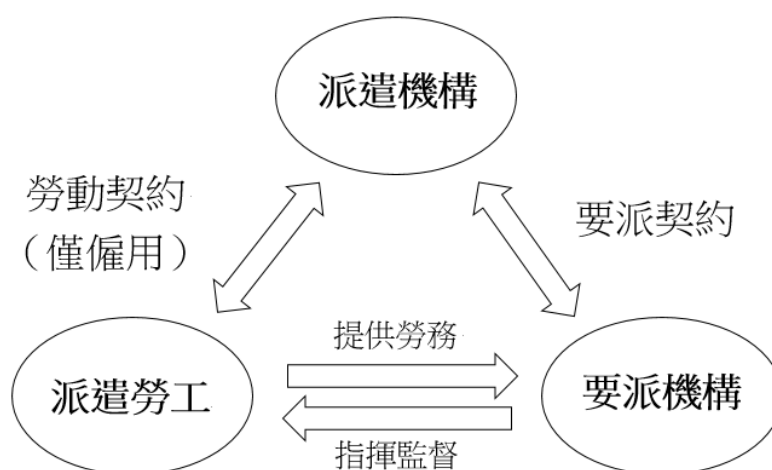 派遣機構
勞動契約
（僅僱用）
要派契約
提供勞務
派遣勞工
要派機構
指揮監督